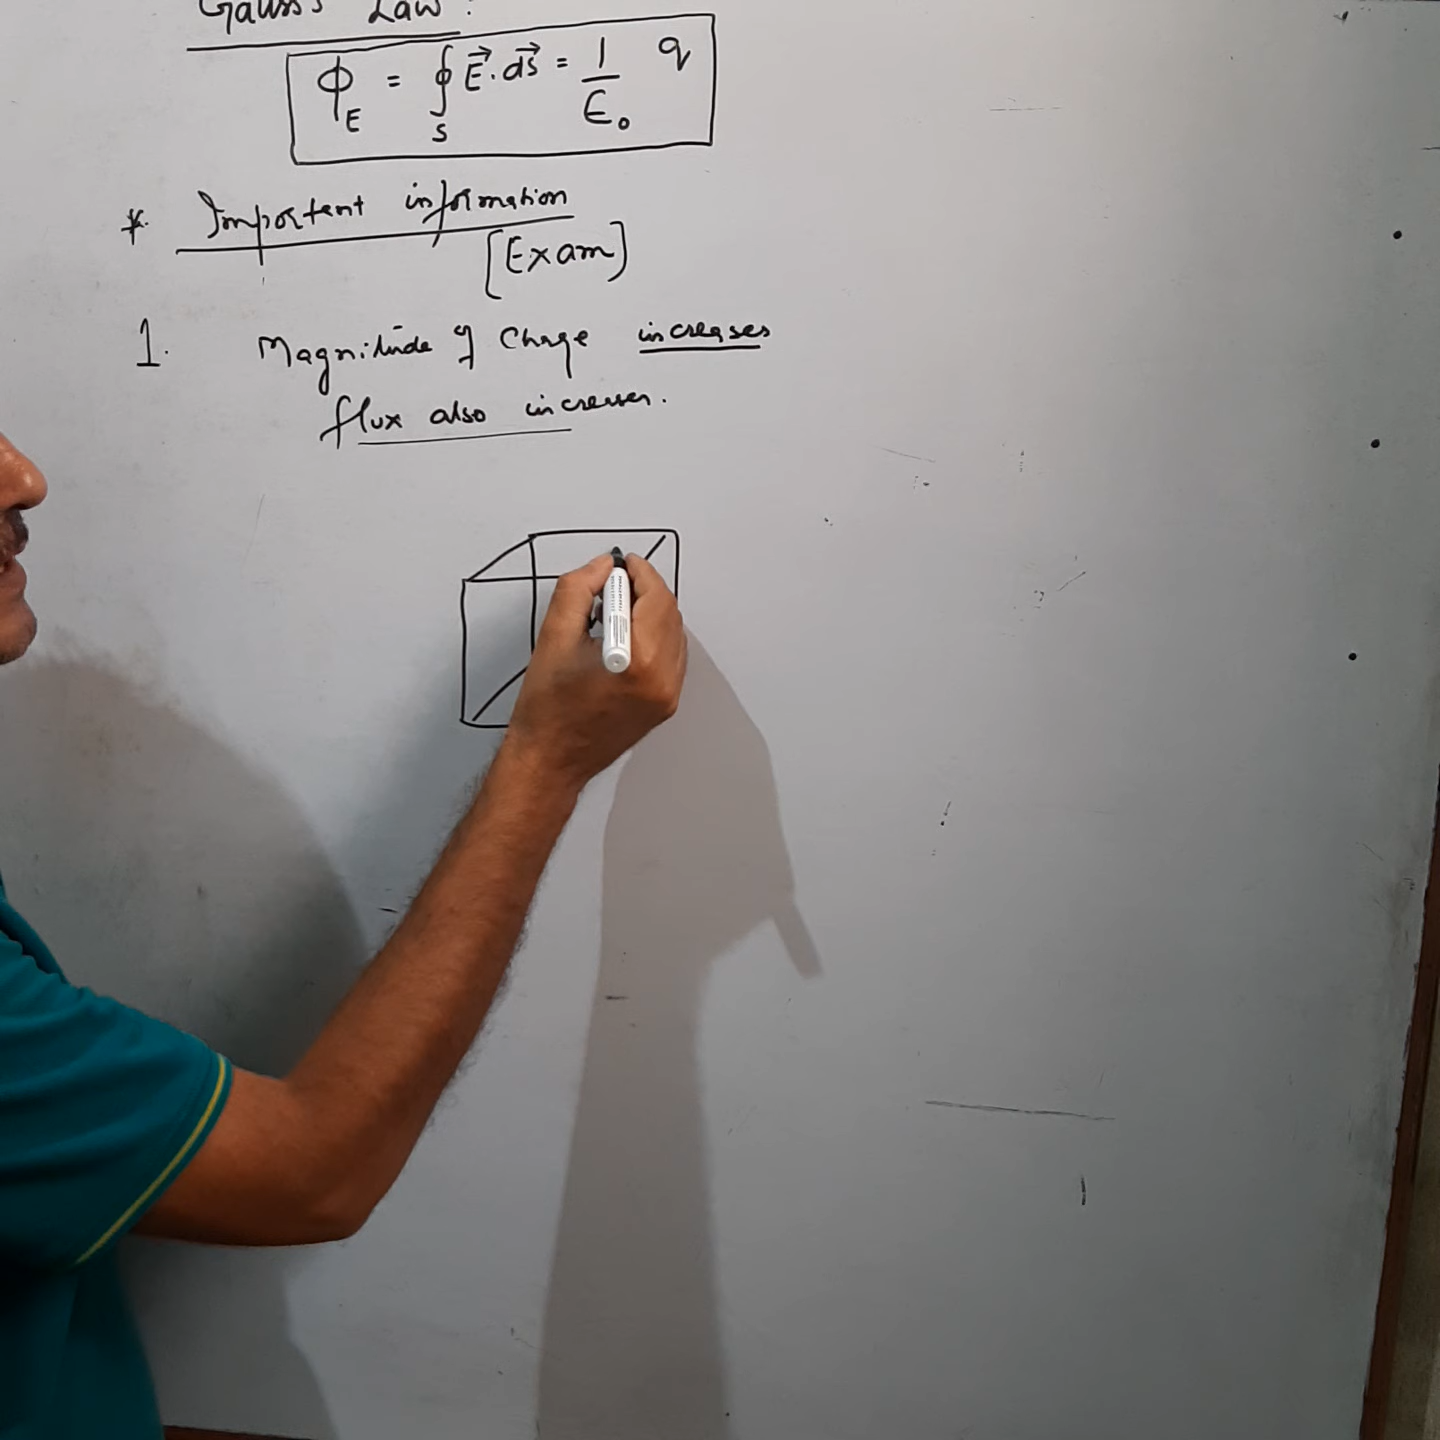 Gauss's Law:
ϕ_E = ∮_S E⃗ · ds⃗ = 1/ε₀ q
* Important information
[Exam]
1. Magnitude of Charge increases
flux also increases.